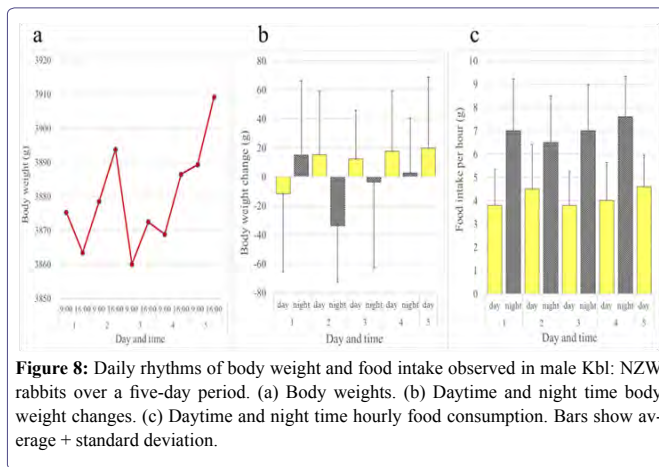 a b c
3920
3910
3900
3890
3880
3870
3860
3850
Body weight (g)
9:00 16:00 9:00 16:00 9:00 16:00 9:00 16:00 9:00 16:00
1 2 3 4 5
Day and time
80
60
40
20
0
-20
-40
-60
-80
Body weight change (g)
day night day night day night day night day
1 2 3 4 5
Day and time
10
9
8
7
6
5
4
3
2
1
0
Food intake per hour (g)
day night day night day night day night day
1 2 3 4 5
Day and time
Figure 8: Daily rhythms of body weight and food intake observed in male Kbl: NZW
rabbits over a five-day period. (a) Body weights. (b) Daytime and night time body
weight changes. (c) Daytime and night time hourly food consumption. Bars show av-
erage + standard deviation.